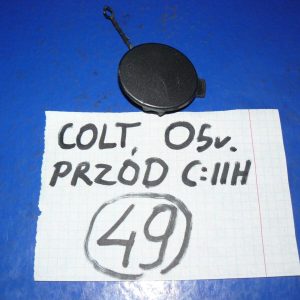 COLT, 05r.
PRZÓD C:11H
49